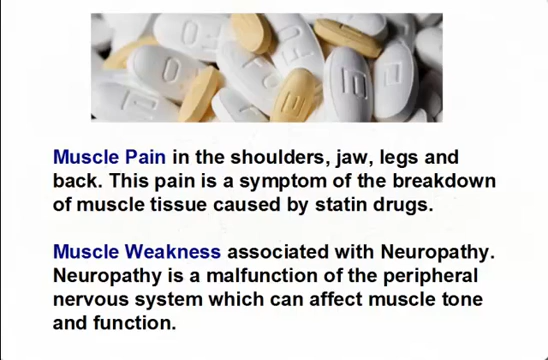 Muscle Pain in the shoulders, jaw, legs and
back. This pain is a symptom of the breakdown
of muscle tissue caused by statin drugs.
Muscle Weakness associated with Neuropathy.
Neuropathy is a malfunction of the peripheral
nervous system which can affect muscle tone
and function.